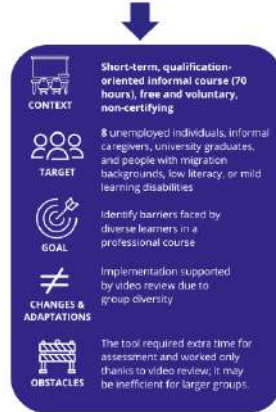 Short-term, qualification-
oriented informal course (70
hours), free and voluntary,
non-certifying
CONTEXT
8 unemployed individuals, informal
caregivers, university graduates,
and people with migration
backgrounds, low literacy, or mild
learning disabilities
TARGET
Identify barriers faced by
diverse learners in a
professional course
GOAL
Implementation supported
by video review due to
group diversity
CHANGES &
ADAPTATIONS
The tool required extra time for
assessment and worked only
thanks to video review; it may
be inefficient for larger groups.
OBSTACLES